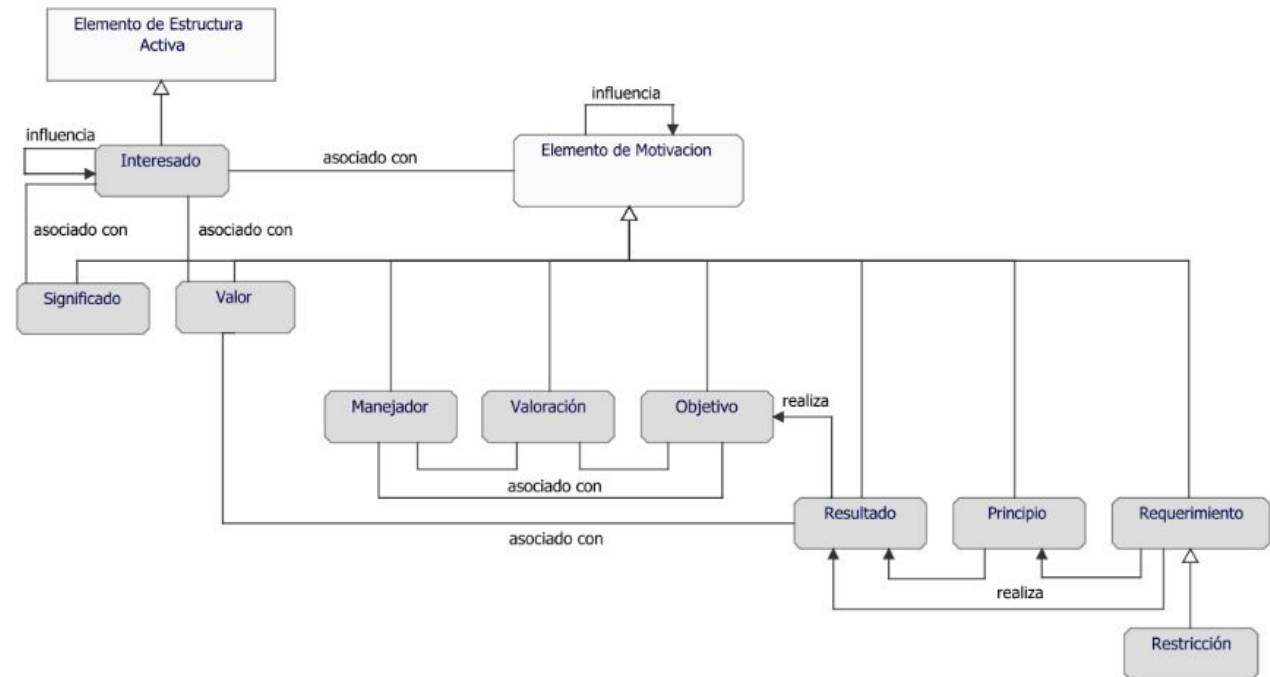 Elemento de Estructura
Activa
influencia
influencia
Interesado
asociado con
Elemento de Motivacion
asociado con
asociado con
Significado
Valor
Manejador
Valoración
Objetivo
realiza
asociado con
Resultado
Principio
Requerimiento
asociado con
realiza
Restricción